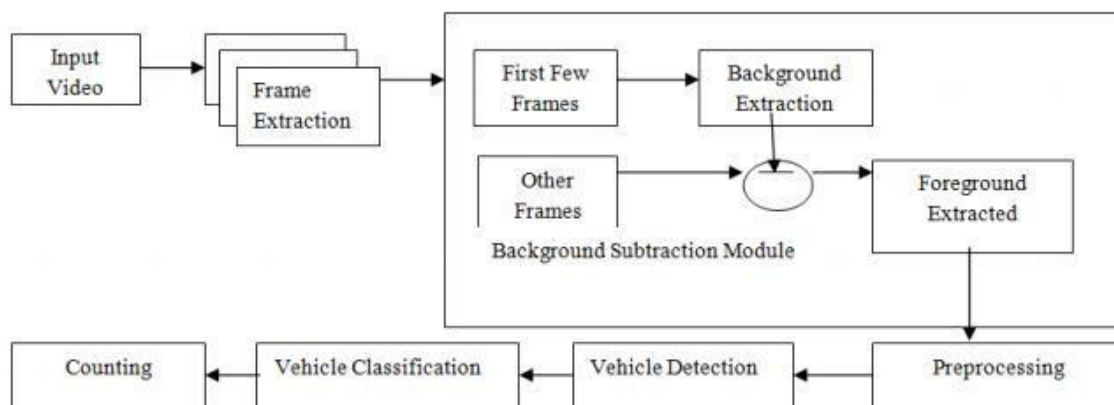 Input
Video
Frame
Extraction
First Few
Frames
Background
Extraction
Other
Frames
Foreground
Extracted
Background Subtraction Module
Preprocessing
Vehicle Detection
Vehicle Classification
Counting